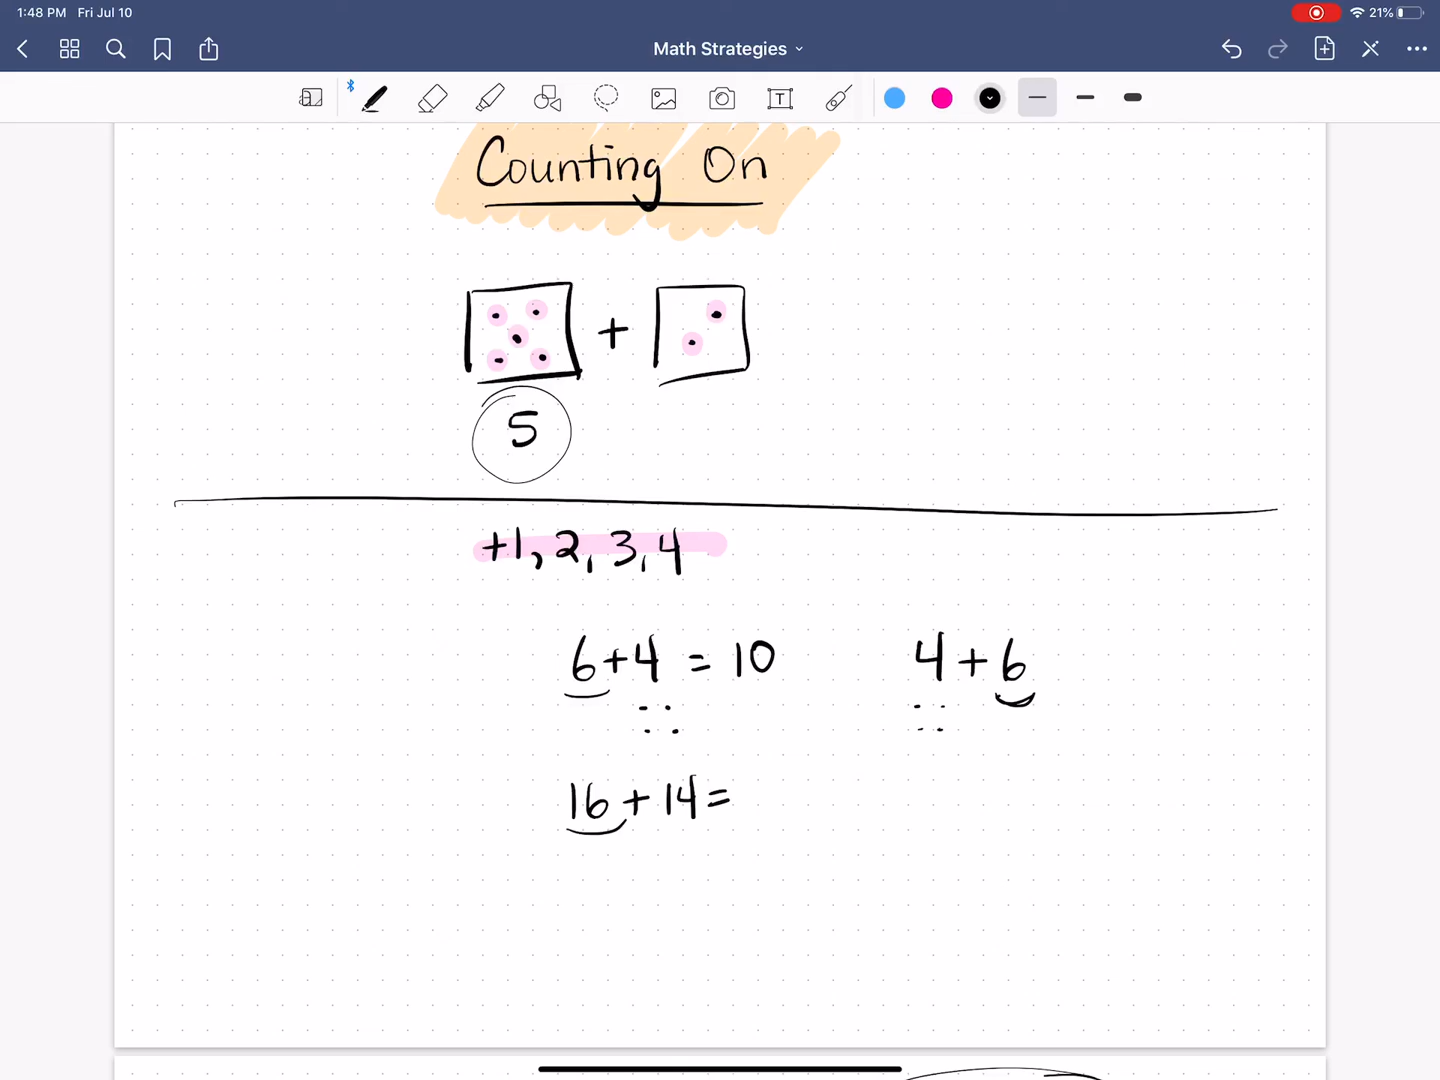 1:48 PM Fri Jul 10
21%
Math Strategies
T
Counting On
+
5
+1, 2, 3, 4
6+4 = 10
4+6
16+14=